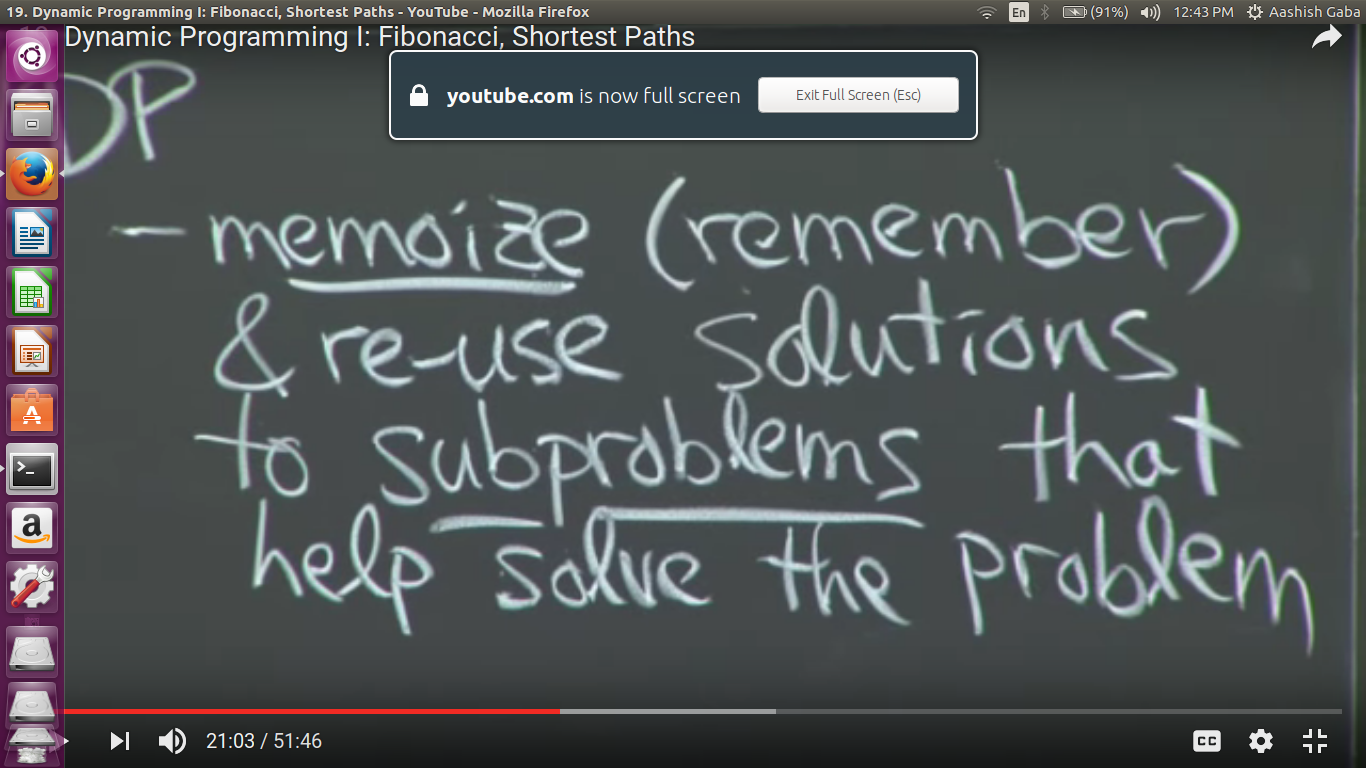 19. Dynamic Programming I: Fibonacci, Shortest Paths - YouTube - Mozilla Firefox
En (91%) 12:43 PM Aashish Gaba
Dynamic Programming I: Fibonacci, Shortest Paths
youtube.com is now full screen
Exit Full Screen (Esc)
DP
- memoize (remember)
& re-use solutions
to subproblems that
help solve the problem
21:03 / 51:46
CC